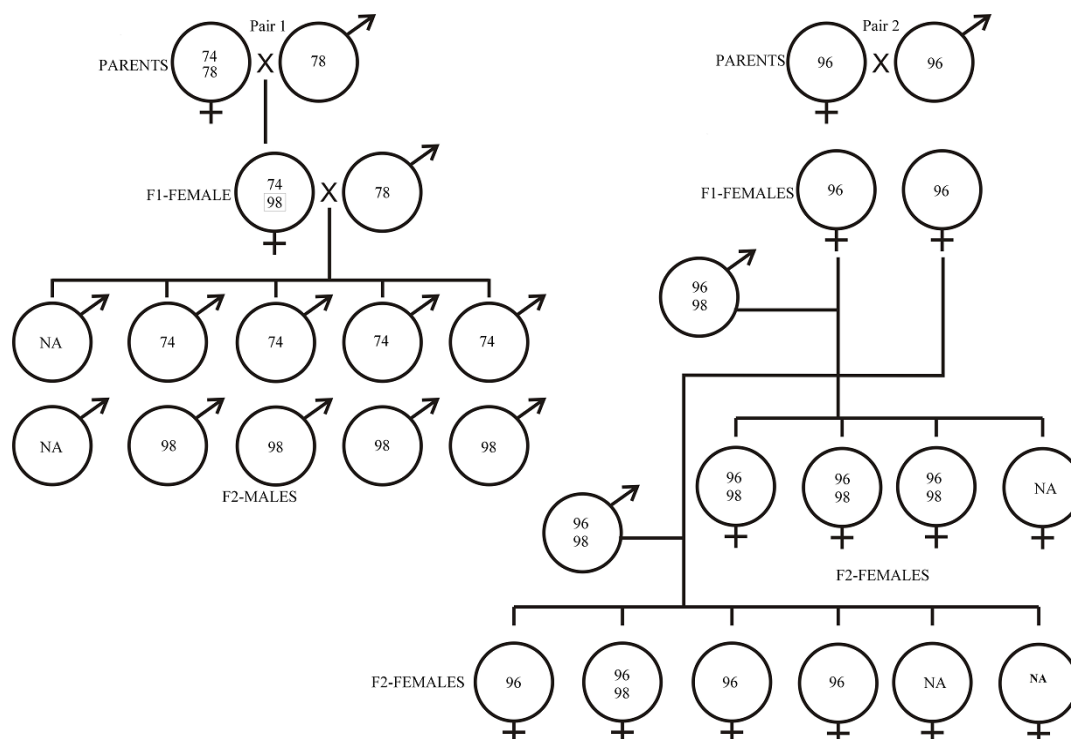 Pair 1
PARENTS
74
78
X
78
F1-FEMALE
74
98
X
78
NA
74
74
74
74
NA
98
98
98
98
F2-MALES
Pair 2
PARENTS
96
X
96
F1-FEMALES
96
96
96
98
96
98
96
98
96
98
NA
F2-FEMALES
96
98
F2-FEMALES
96
96
98
96
96
NA
NA